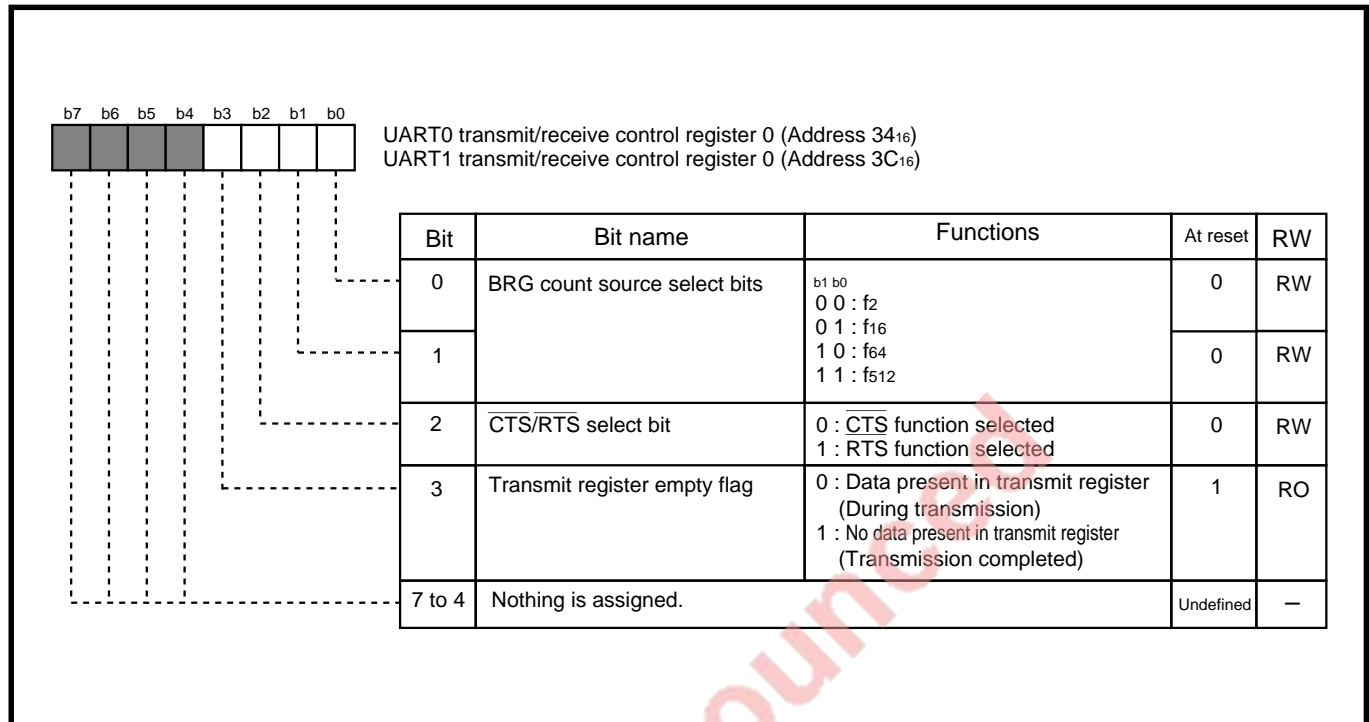 b7 b6 b5 b4 b3 b2 b1 b0
UART0 transmit/receive control register 0 (Address 34₁₆)
UART1 transmit/receive control register 0 (Address 3C₁₆)
Bit Bit name Functions At reset RW
0 BRG count source select bits b1 b0 0 RW
0 0 : f₂
0 1 : f₁₆
1 1 0 : f₆₄ 0 RW
1 1 : f₅₁₂
2 C̅T̅S̅/R̅T̅S̅ select bit 0 : C̅T̅S̅ function selected 0 RW
1 : R̅T̅S̅ function selected
3 Transmit register empty flag 0 : Data present in transmit register 1 RO
(During transmission)
1 : No data present in transmit register
(Transmission completed)
7 to 4 Nothing is assigned. Undefined –